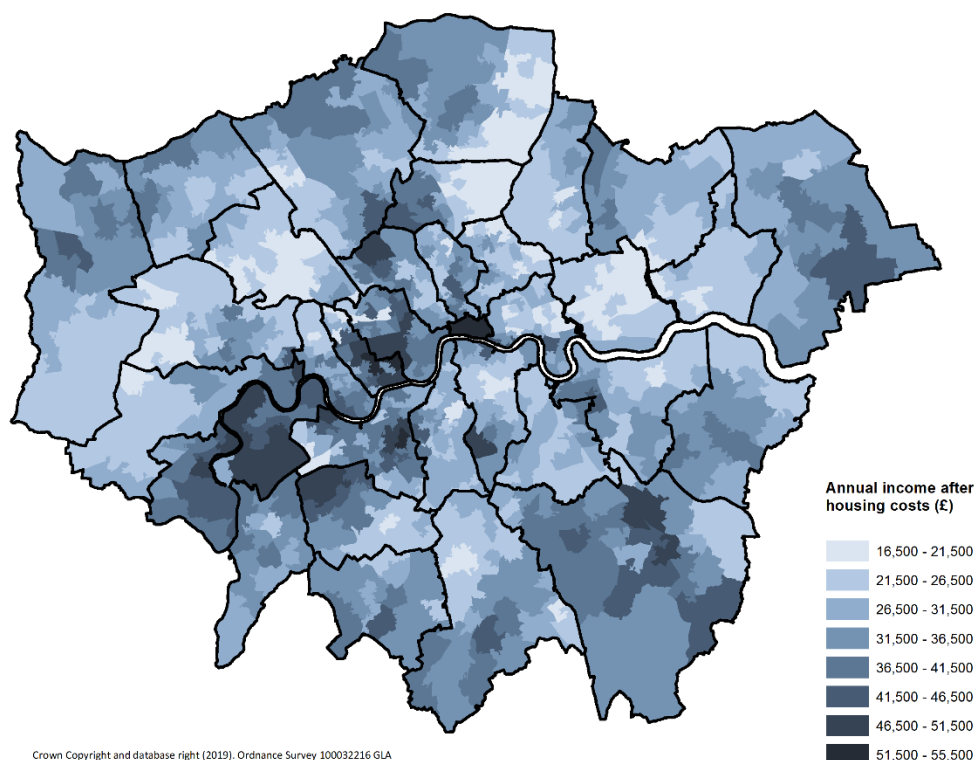 Annual income after
housing costs (£)
16,500 - 21,500
21,500 - 26,500
26,500 - 31,500
31,500 - 36,500
36,500 - 41,500
41,500 - 46,500
46,500 - 51,500
51,500 - 55,500
Crown Copyright and database right (2019). Ordnance Survey 100032216 GLA